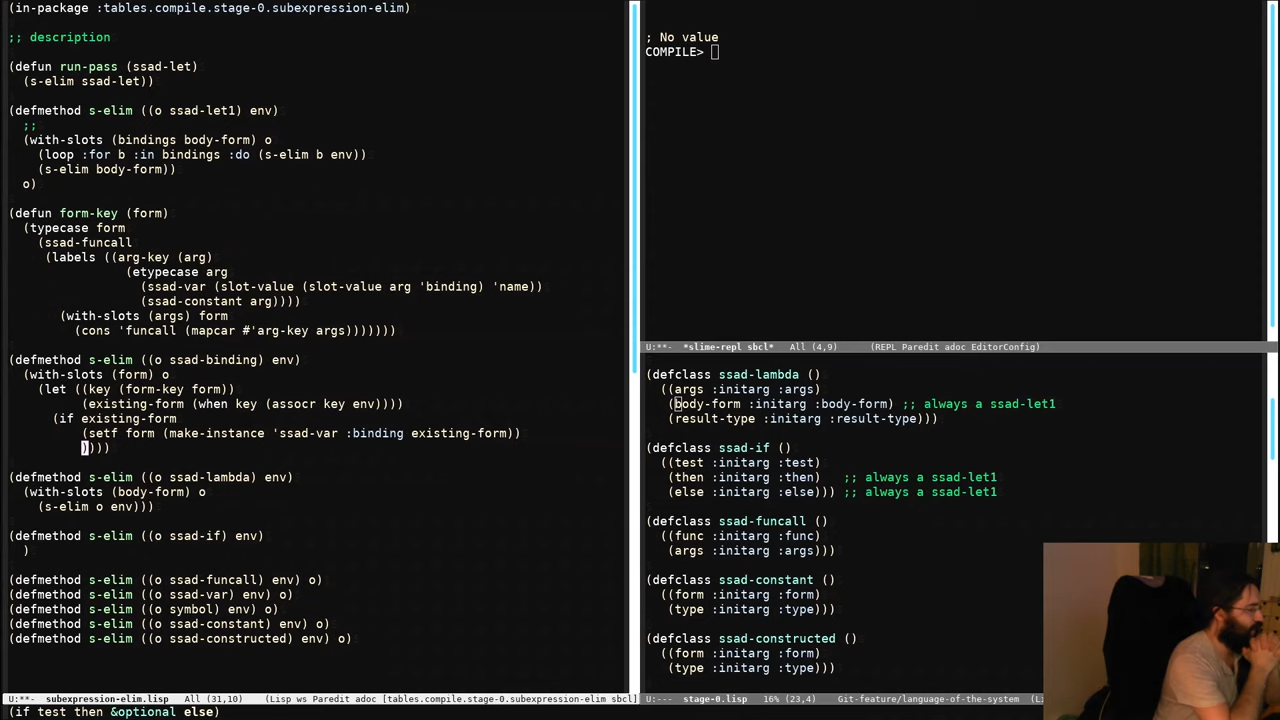 (in-package :tables.compile.stage-0.subexpression-elim)
;; description
(defun run-pass (ssad-let)
  (s-elim ssad-let))
(defmethod s-elim ((o ssad-let1) env)
  ;;
  (with-slots (bindings body-form) o
    (loop :for b :in bindings :do (s-elim b env))
    (s-elim body-form))
  o)
(defun form-key (form)
  (typecase form
    (ssad-funcall
     (labels ((arg-key (arg)
                (etypecase arg
                  (ssad-var (slot-value (slot-value arg 'binding) 'name))
                  (ssad-constant arg))))
       (with-slots (args) form
         (cons 'funcall (mapcar #'arg-key args)))))))
(defmethod s-elim ((o ssad-binding) env)
  (with-slots (form) o
    (let ((key (form-key form))
          (existing-form (when key (assocr key env))))
      (if existing-form
          (setf form (make-instance 'ssad-var :binding existing-form))
          ))))
(defmethod s-elim ((o ssad-lambda) env)
  (with-slots (body-form) o
    (s-elim o env)))
(defmethod s-elim ((o ssad-if) env)
  )
(defmethod s-elim ((o ssad-funcall) env) o)
(defmethod s-elim ((o ssad-var) env) o)
(defmethod s-elim ((o symbol) env) o)
(defmethod s-elim ((o ssad-constant) env) o)
(defmethod s-elim ((o ssad-constructed) env) o)
U:**-  subexpression-elim.lisp   All (31,10)     (Lisp ws Paredit adoc [tables.compile.stage-0.subexpression-elim sbcl]
(if test then &optional else)
; No value
COMPILE>
U:**-  *slime-repl sbcl*   All (4,9)      (REPL Paredit adoc EditorConfig)
(defclass ssad-lambda ()
  ((args :initarg :args)
   (body-form :initarg :body-form) ;; always a ssad-let1
   (result-type :initarg :result-type)))
(defclass ssad-if ()
  ((test :initarg :test)
   (then :initarg :then)   ;; always a ssad-let1
   (else :initarg :else))) ;; always a ssad-let1
(defclass ssad-funcall ()
  ((func :initarg :func)
   (args :initarg :args)))
(defclass ssad-constant ()
  ((form :initarg :form)
   (type :initarg :type)))
(defclass ssad-constructed ()
  ((form :initarg :form)
   (type :initarg :type)))
U:---  stage-0.lisp   16% (23,4)     Git-feature/language-of-the-system  (Li